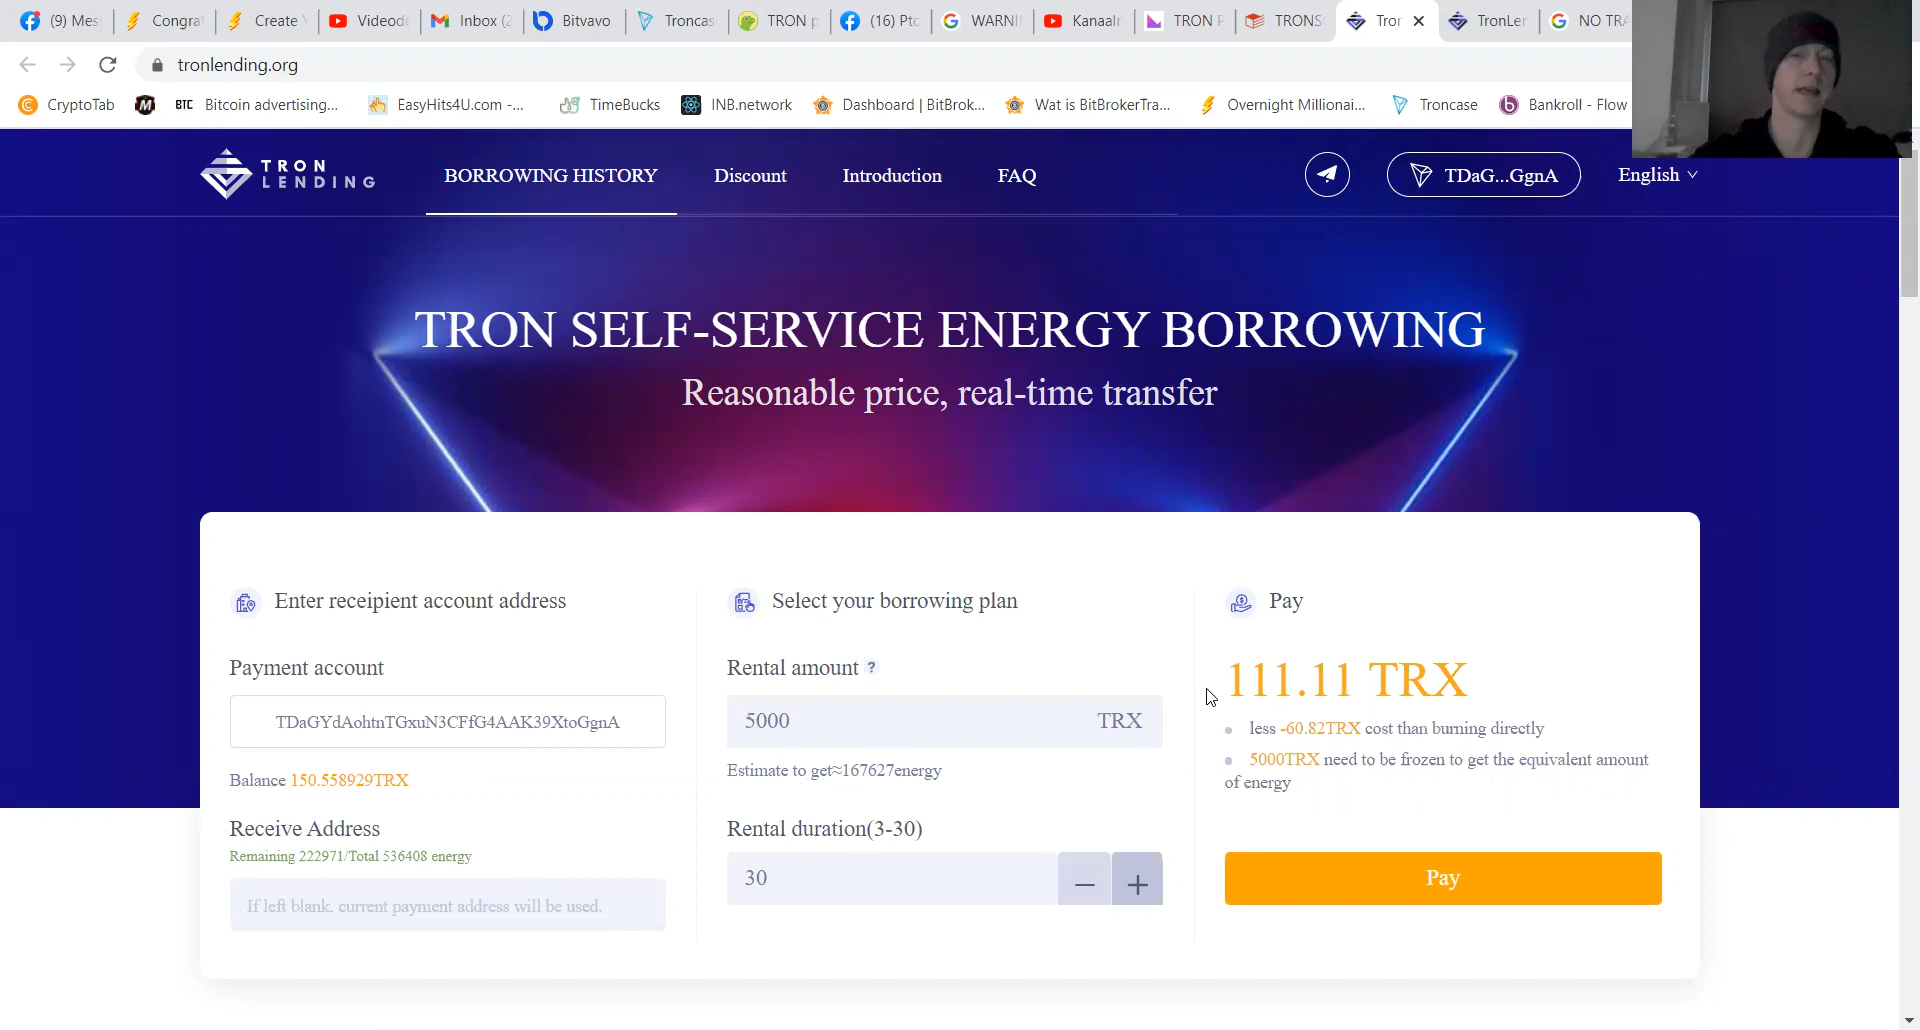 (9) Mes
Congrat
Create Y
Videode
Inbox (2
Bitvavo
Troncas
TRON p
(16) Ptc
WARNI
Kanaalr
TRON P
TRONSC
Tror
TronLer
NO TRA
tronlending.org
CryptoTab
BTC Bitcoin advertising...
EasyHits4U.com -...
TimeBucks
INB.network
Dashboard | BitBrok...
Wat is BitBrokerTra...
Overnight Millionai...
Troncase
Bankroll - Flow
TRON
LENDING
BORROWING HISTORY
Discount
Introduction
FAQ
TDaG...GgnA
English
TRON SELF-SERVICE ENERGY BORROWING
Reasonable price, real-time transfer
Enter receipient account address
Payment account
TDaGYdAohtnTGxuN3CFfG4AAK39XtoGgnA
Balance 150.558929TRX
Receive Address
Remaining 222971/Total 536408 energy
If left blank. current payment address will be used.
Select your borrowing plan
Rental amount ?
5000 TRX
Estimate to get≈167627energy
Rental duration(3-30)
30 — +
Pay
111.11 TRX
less -60.82TRX cost than burning directly
5000TRX need to be frozen to get the equivalent amount
of energy
Pay